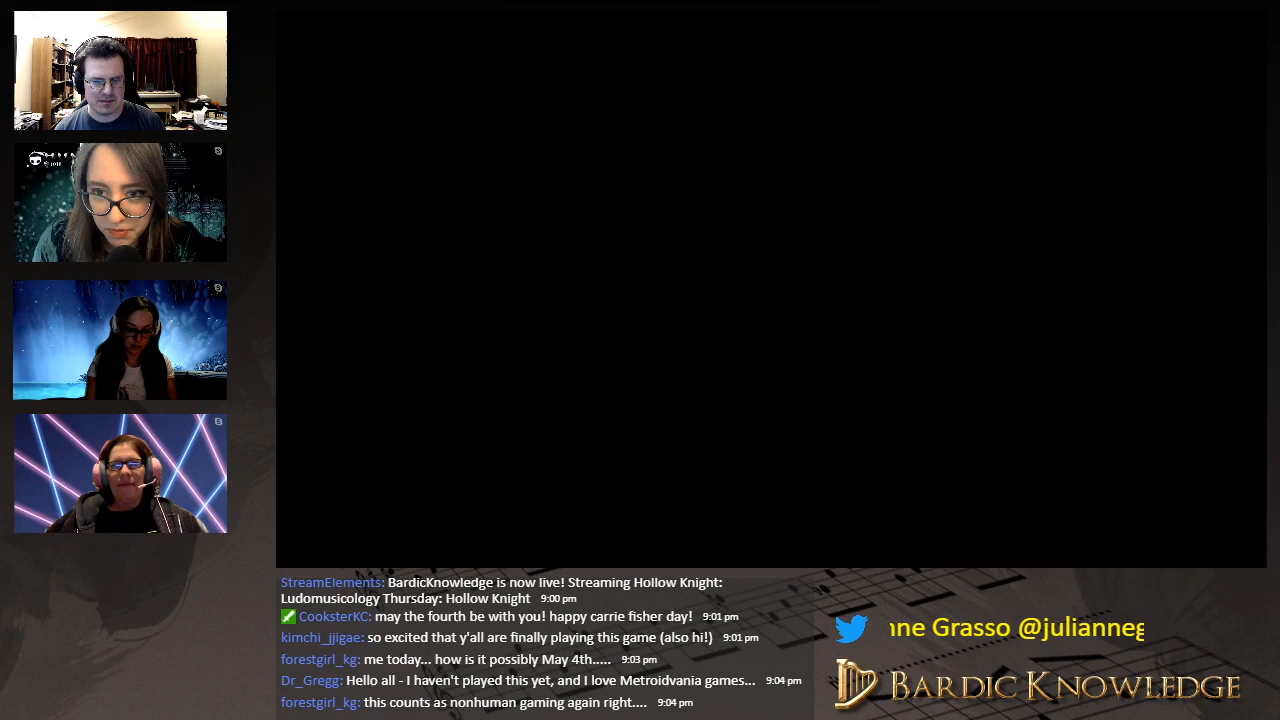 StreamElements: BardicKnowledge is now live! Streaming Hollow Knight:
Ludomusicology Thursday: Hollow Knight 9:00 pm
CooksterKC: may the fourth be with you! happy carrie fisher day! 9:01 pm
kimchi_jjigae: so excited that y'all are finally playing this game (also hi!) 9:01 pm
forestgirl_kg: me today... how is it possibly May 4th..... 9:03 pm
Dr_Gregg: Hello all - I haven't played this yet, and I love Metroidvania games... 9:04 pm
forestgirl_kg: this counts as nonhuman gaming again right.... 9:04 pm
nne Grasso @julianneg
BARDIC KNOWLEDGE